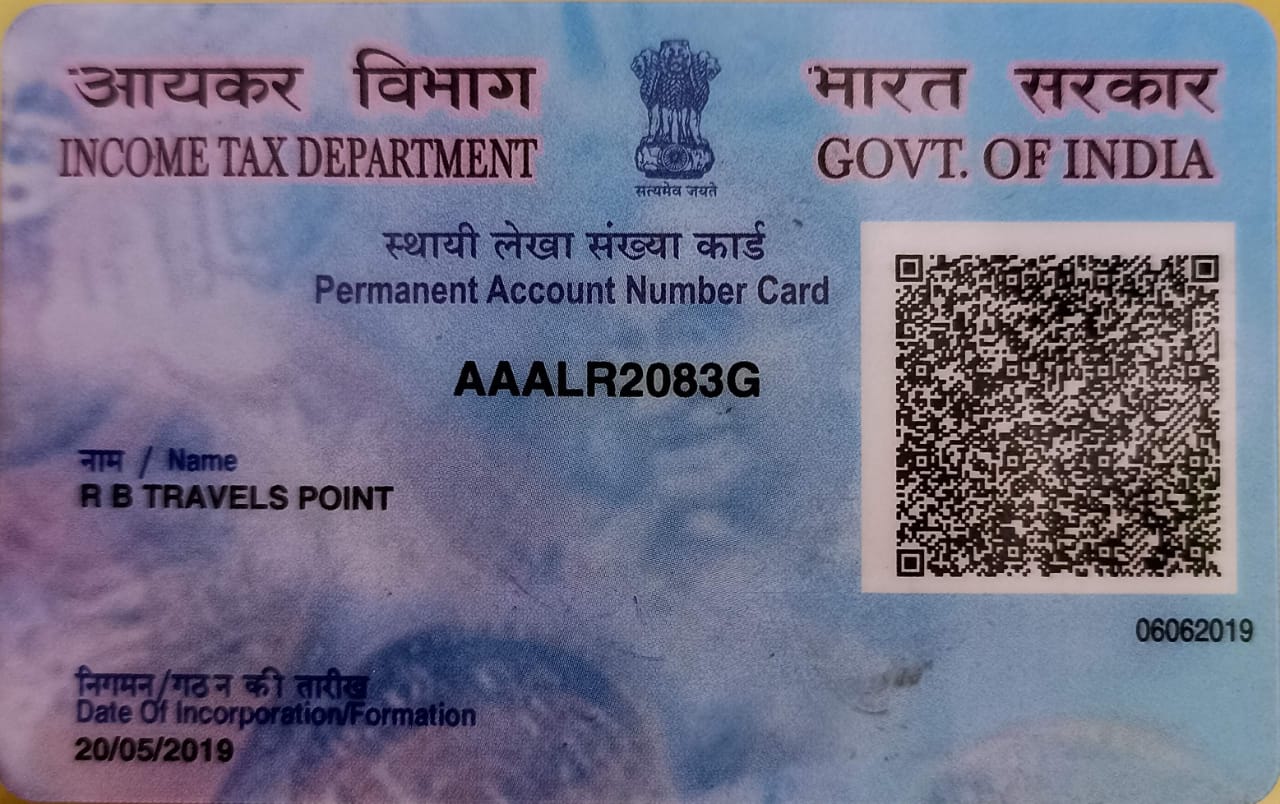 आयकर विभाग
INCOME TAX DEPARTMENT
सत्यमेव जयते
भारत सरकार
GOVT. OF INDIA
स्थायी लेखा संख्या कार्ड
Permanent Account Number Card
AAALR2083G
नाम / Name
R B TRAVELS POINT
06062019
निगमन/गठन की तारीख
Date Of Incorporation/Formation
20/05/2019